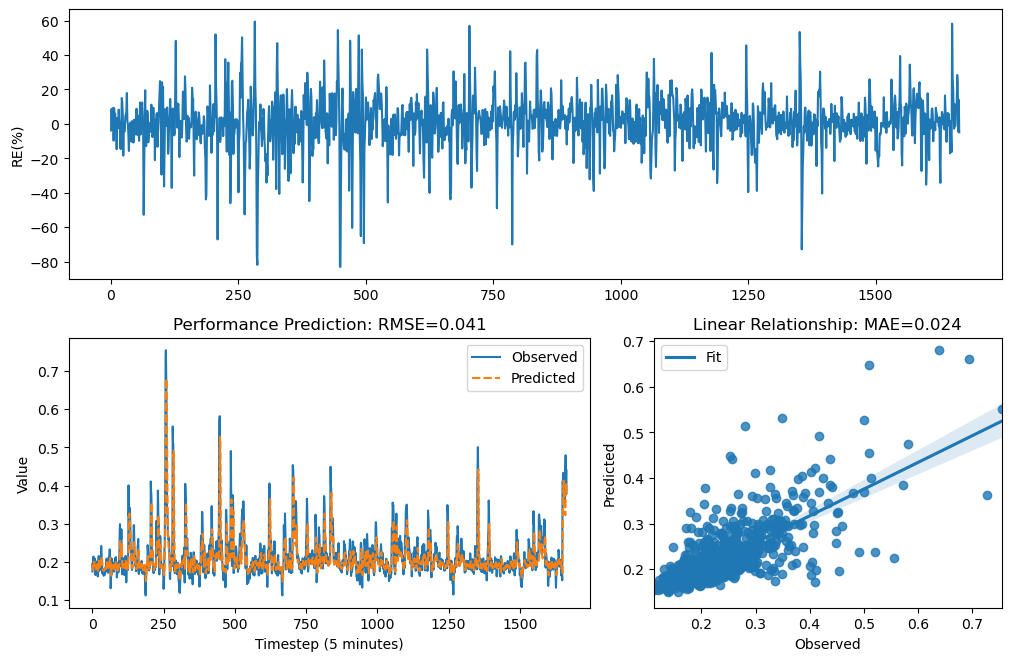 60
40
20
0
−20
−40
−60
−80
RE(%)
0 250 500 750 1000 1250 1500
Performance Prediction: RMSE=0.041
Observed
Predicted
0.7
0.6
0.5
0.4
0.3
0.2
0.1
Value
0 250 500 750 1000 1250 1500
Timestep (5 minutes)
Linear Relationship: MAE=0.024
Fit
0.7
0.6
0.5
0.4
0.3
0.2
Predicted
0.2 0.3 0.4 0.5 0.6 0.7
Observed